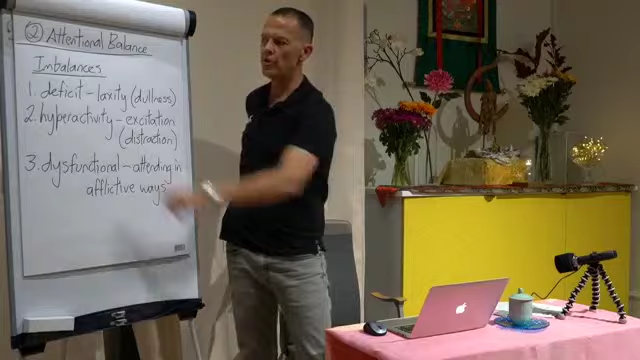 ② Attentional Balance
Imbalances
1. deficit - laxity (dullness)
2. hyperactivity - excitation
(distraction)
3. dysfunctional - attending in
afflictive ways